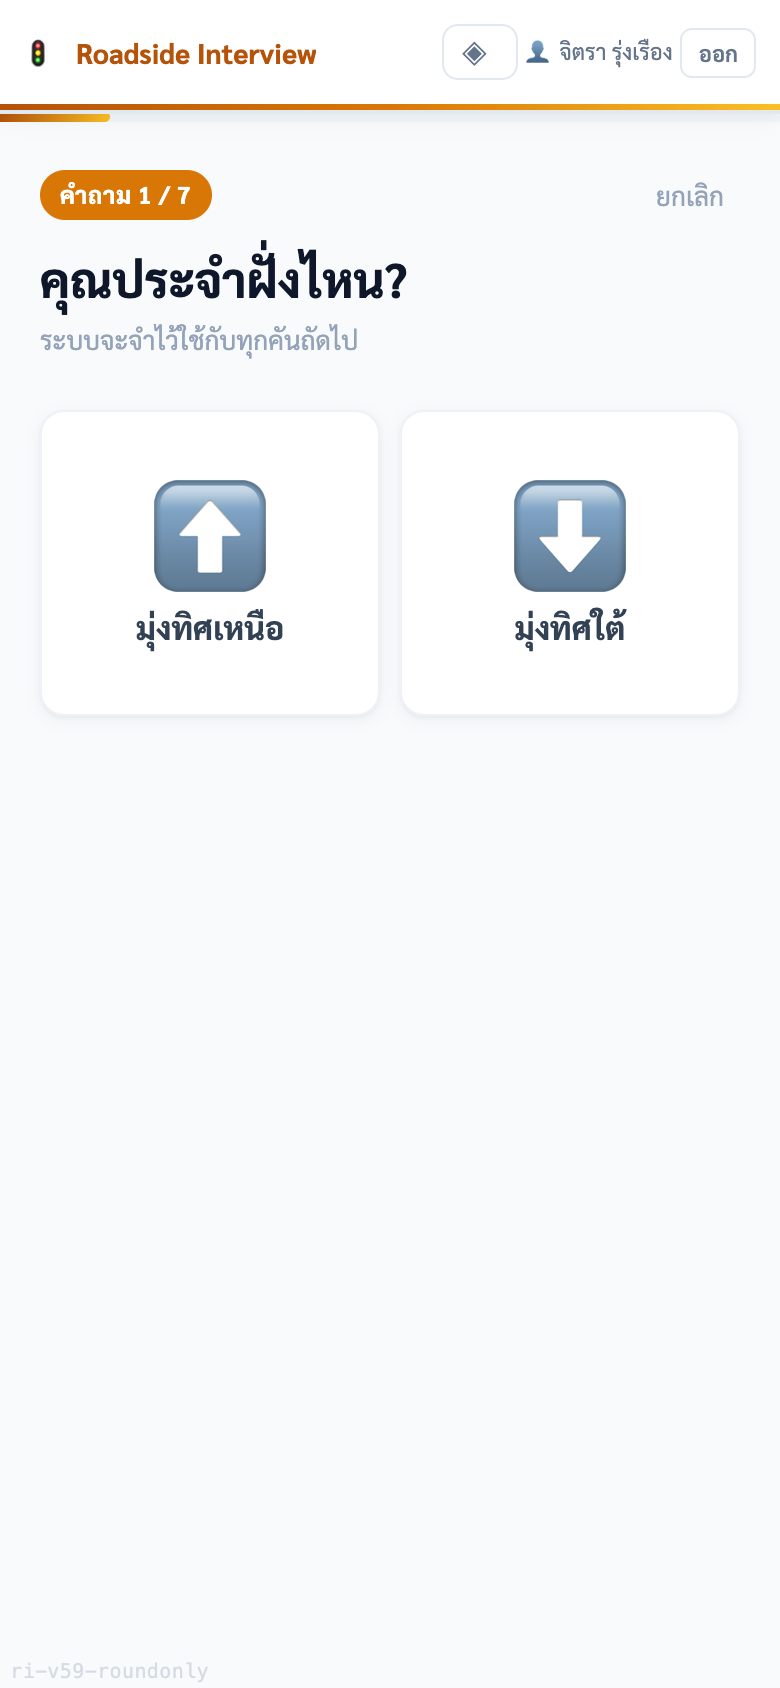 Roadside Interview
จิตรา รุ่งเรือง
ออก
คำถาม 1 / 7
ยกเลิก
คุณประจำฝั่งไหน?
ระบบจะจำไว้ใช้กับทุกคันถัดไป
มุ่งทิศเหนือ
มุ่งทิศใต้
ri-v59-roundonly